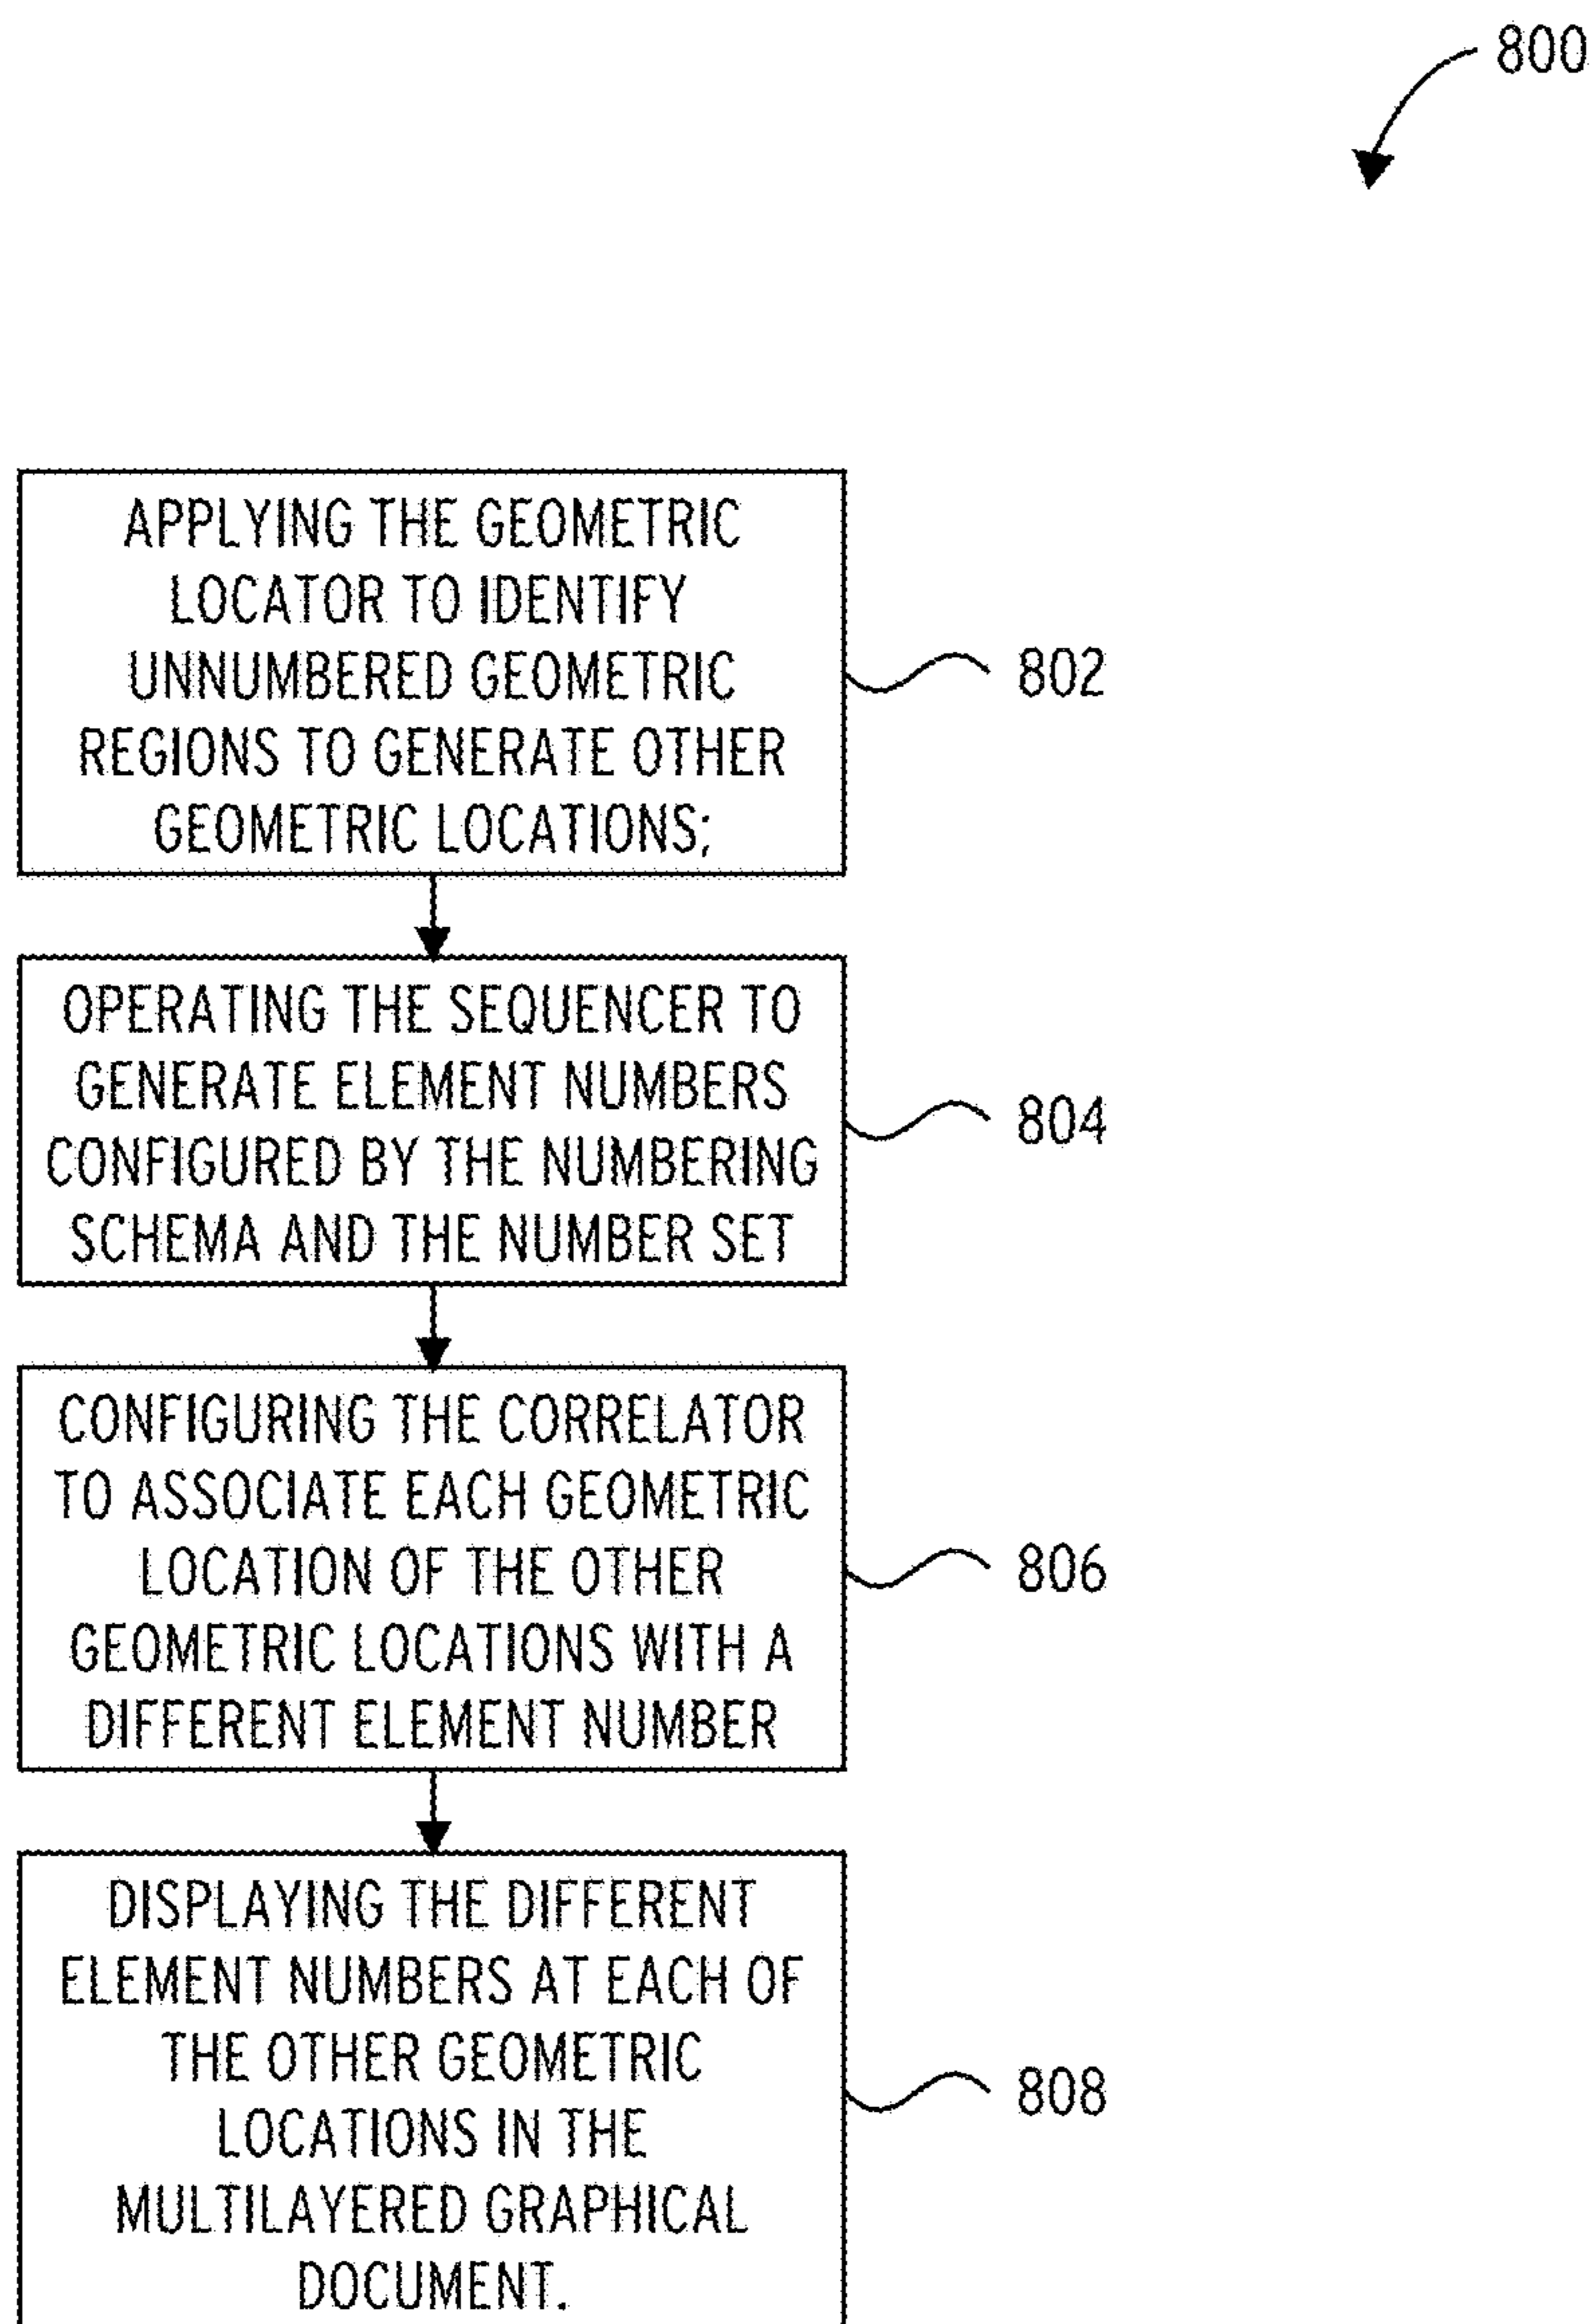 800
APPLYING THE GEOMETRIC
LOCATOR TO IDENTIFY
UNNUMBERED GEOMETRIC
REGIONS TO GENERATE OTHER
GEOMETRIC LOCATIONS;
802
OPERATING THE SEQUENCER TO
GENERATE ELEMENT NUMBERS
CONFIGURED BY THE NUMBERING
SCHEMA AND THE NUMBER SET
804
CONFIGURING THE CORRELATOR
TO ASSOCIATE EACH GEOMETRIC
LOCATION OF THE OTHER
GEOMETRIC LOCATIONS WITH A
DIFFERENT ELEMENT NUMBER
806
DISPLAYING THE DIFFERENT
ELEMENT NUMBERS AT EACH OF
THE OTHER GEOMETRIC
LOCATIONS IN THE
MULTILAYERED GRAPHICAL
DOCUMENT.
808